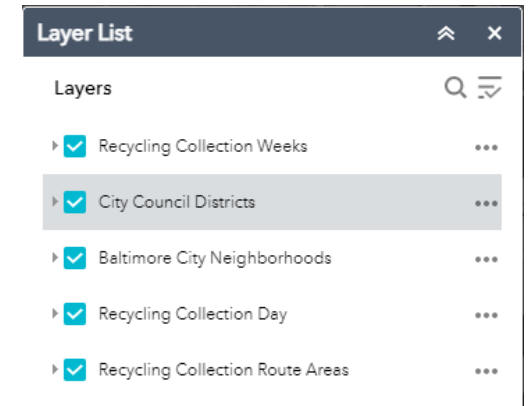 Layer List
Layers
Recycling Collection Weeks
City Council Districts
Baltimore City Neighborhoods
Recycling Collection Day
Recycling Collection Route Areas